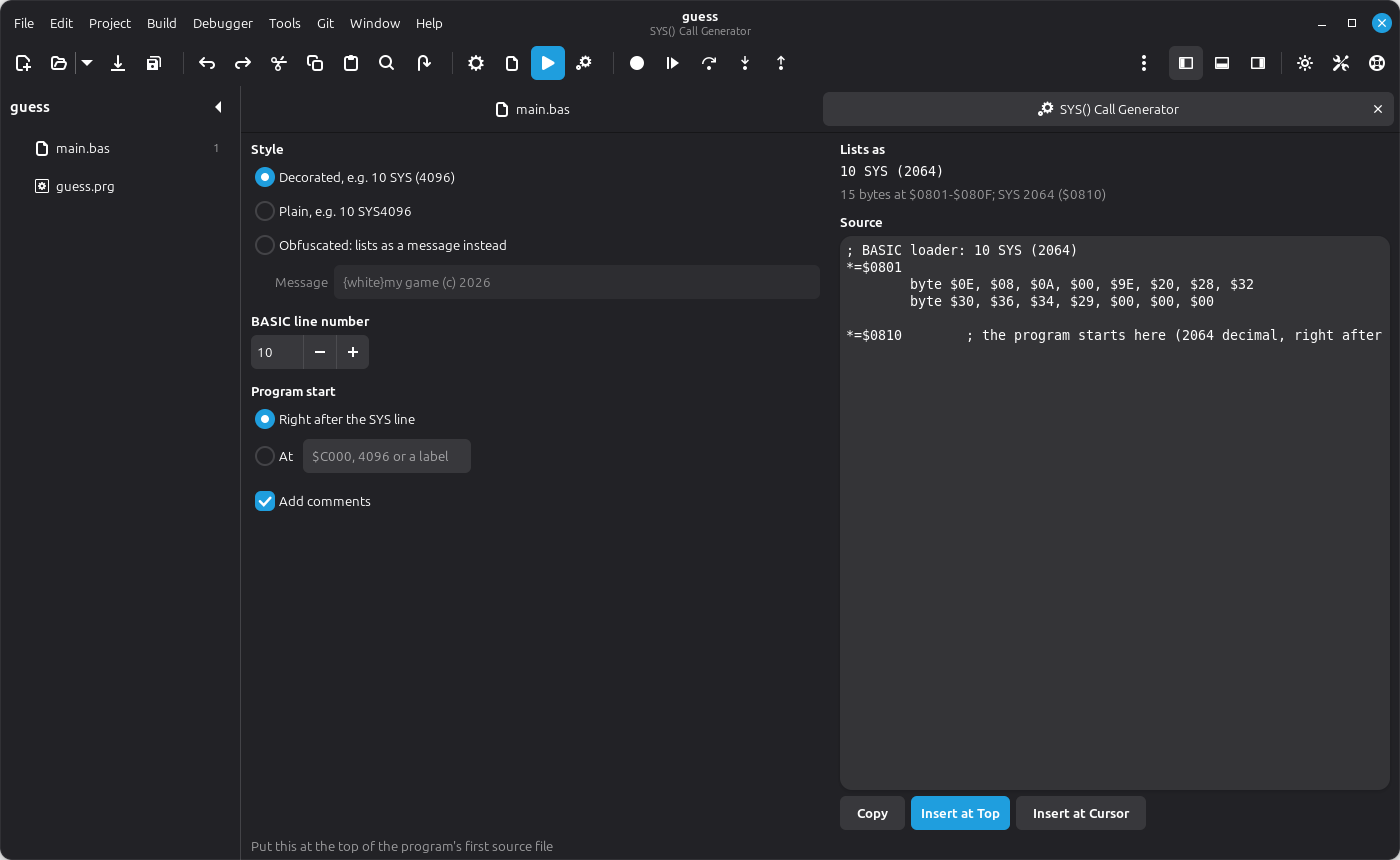 File Edit Project Build Debugger Tools Git Window Help
guess
SYS() Call Generator
guess
main.bas 1
guess.prg
main.bas
SYS() Call Generator
Style
Decorated, e.g. 10 SYS (4096)
Plain, e.g. 10 SYS4096
Obfuscated: lists as a message instead
Message {white}my game (c) 2026
BASIC line number
10
Program start
Right after the SYS line
At $C000, 4096 or a label
Add comments
Put this at the top of the program's first source file
Lists as
10 SYS (2064)
15 bytes at $0801-$080F; SYS 2064 ($0810)
Source
; BASIC loader: 10 SYS (2064)
*=$0801
byte $0E, $08, $0A, $00, $9E, $20, $28, $32
byte $30, $36, $34, $29, $00, $00, $00
*=$0810 ; the program starts here (2064 decimal, right after
Copy Insert at Top Insert at Cursor